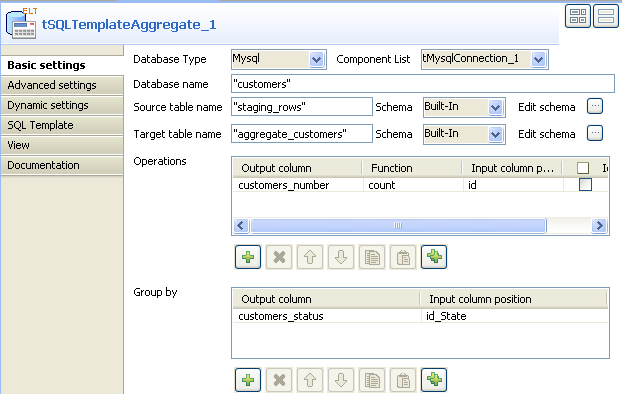 ELT
tSQLTemplateAggregate_1
Basic settings
Advanced settings
Dynamic settings
SQL Template
View
Documentation
Database Type Mysql Component List tMysqlConnection_1
Database name "customers"
Source table name "staging_rows" Schema Built-In Edit schema ...
Target table name "aggregate_customers" Schema Built-In Edit schema ...
Operations
Output column Function Input column p...
customers_number count id
Group by
Output column Input column position
customers_status id_State